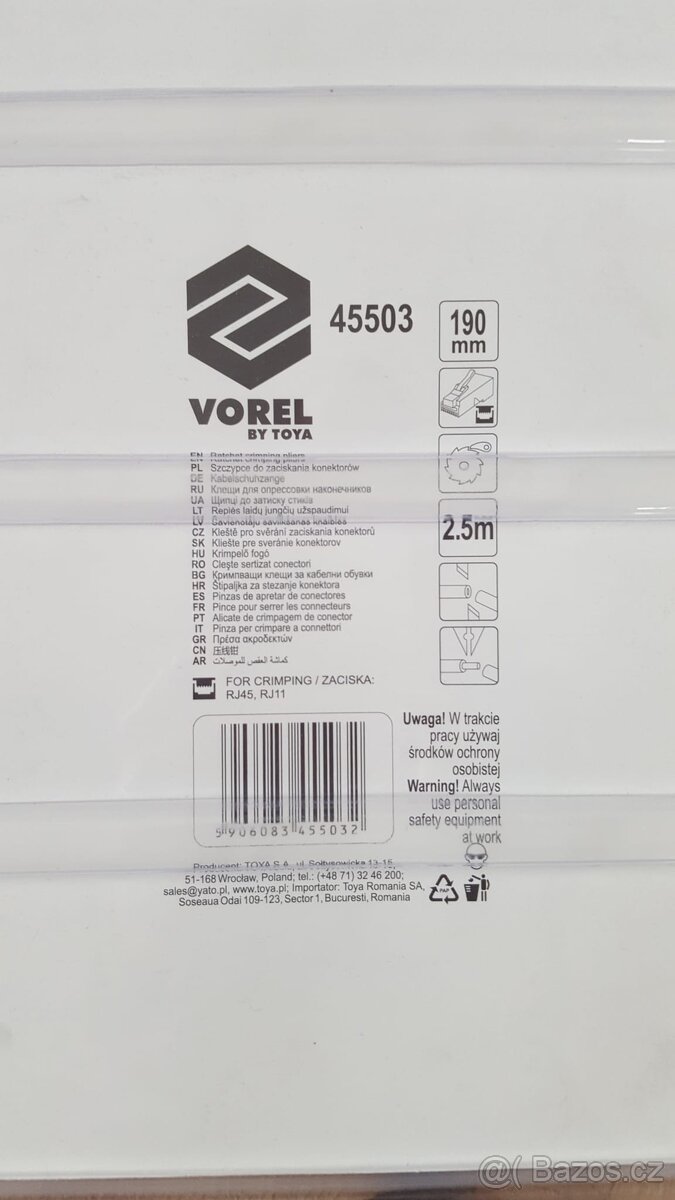 45503
190
mm
VOREL
BY TOYA
2.5m
EN Ratchet crimping pliers
PL Szczypce do zaciskania konektorów
DE Kabelschuhzange
RU Клещи для опрессовки наконечников
UA Щипці до затиску стиків
LT Replės laidų jungčių užspaudimui
LV Savienotāju savilkšanas knaibles
CZ Kleště pro svěrání zaciskania konektorů
SK Kliešte pre sveranie konektorov
HU Krimpelő fogó
RO Cleşte sertizat conectori
BG Кримпващи клещи за кабелни обувки
HR Štipaljka za stezanje konektora
ES Pinzas de apretar de conectores
FR Pince pour serrer les connecteurs
PT Alicate de crimpagem de conector
IT Pinza per crimpare a connettori
GR Πρέσα ακροδεκτών
CN 压线钳
AR كماشة العقص للموصلات
FOR CRIMPING / ZACISKA:
RJ45, RJ11
Uwaga! W trakcie
pracy używaj
środków ochrony
osobistej
Warning! Always
use personal
safety equipment
at work
5 906083 455032
Producent: TOYA S.A., ul. Sołtysowicka 13-15,
51-168 Wrocław, Poland; tel.: (+48 71) 32 46 200;
sales@yato.pl, www.toya.pl; Importator: Toya Romania SA,
Soseaua Odai 109-123, Sector 1, Bucuresti, Romania
PAP
@( Bazos.cz